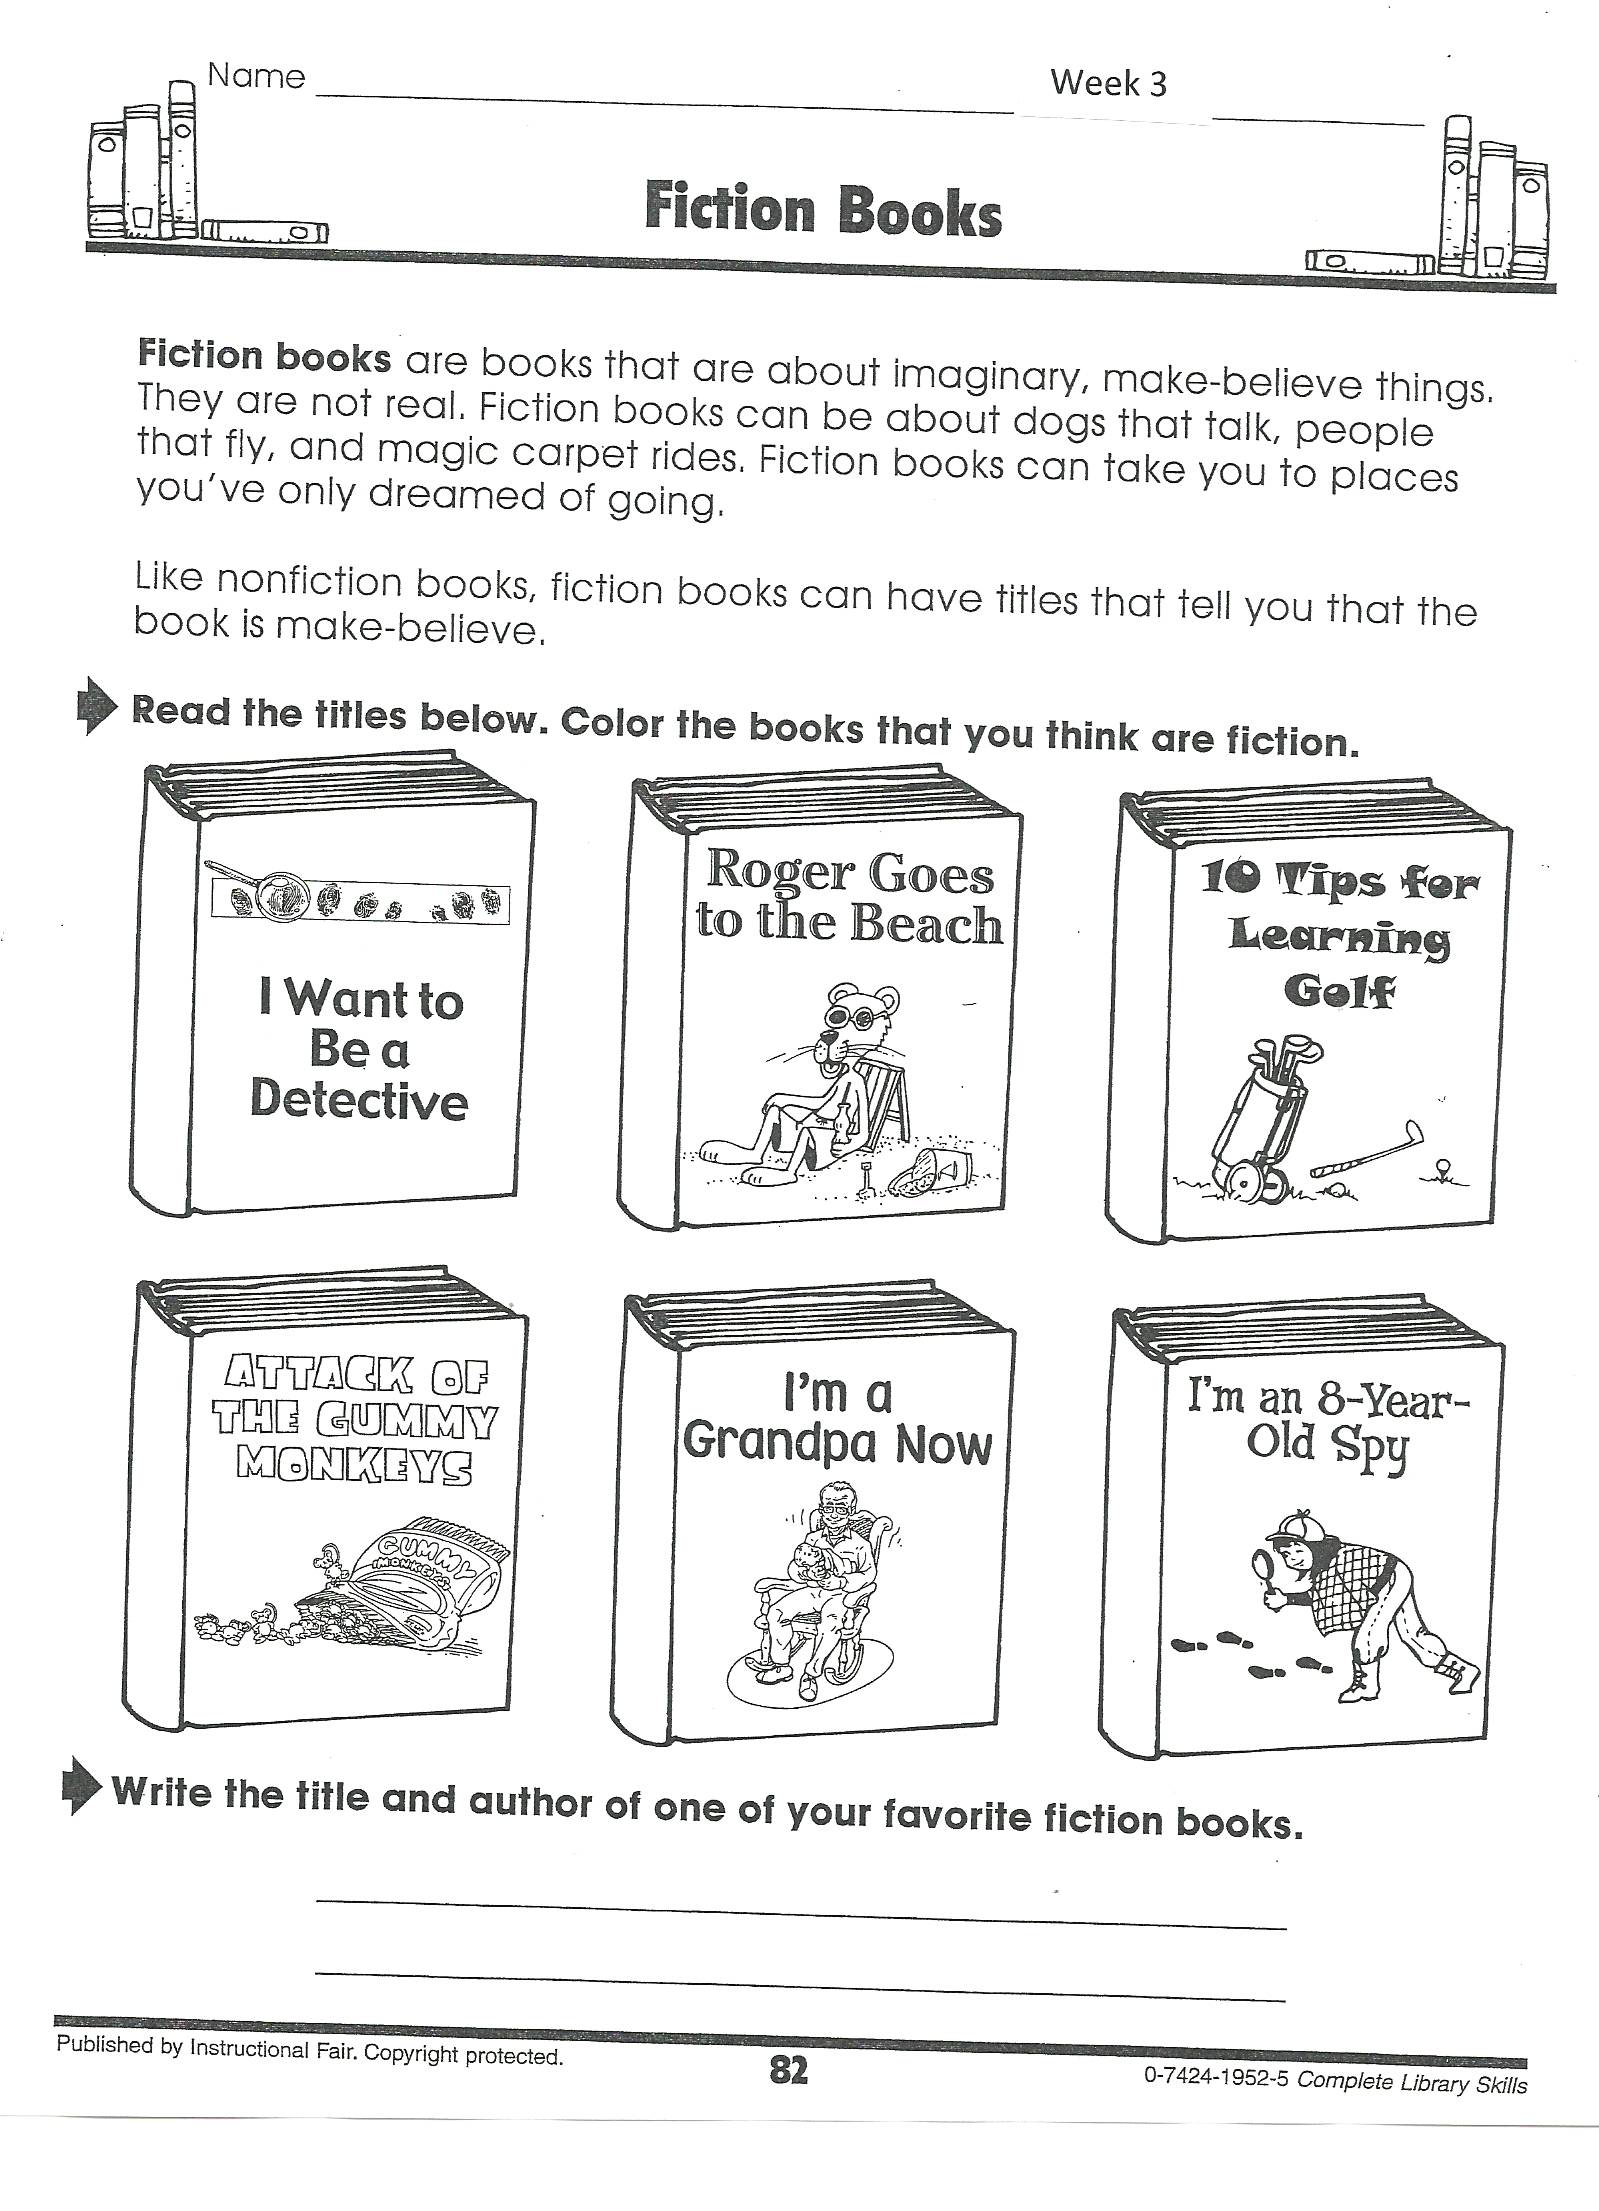 Name
Week 3
Fiction Books
Fiction books are books that are about imaginary, make-believe things.
They are not real. Fiction books can be about dogs that talk, people
that fly, and magic carpet rides. Fiction books can take you to places
you've only dreamed of going.
Like nonfiction books, fiction books can have titles that tell you that the
book is make-believe.
Read the titles below. Color the books that you think are fiction.
I Want to
Be a
Detective
Roger Goes
to the Beach
10 Tips for
Learning
Golf
ATTACK OF
THE GUMMY
MONKEYS
GUMMY
MONKEYS
I'm a
Grandpa Now
I'm an 8-Year-
Old Spy
Write the title and author of one of your favorite fiction books.
Published by Instructional Fair. Copyright protected.
82
0-7424-1952-5 Complete Library Skills